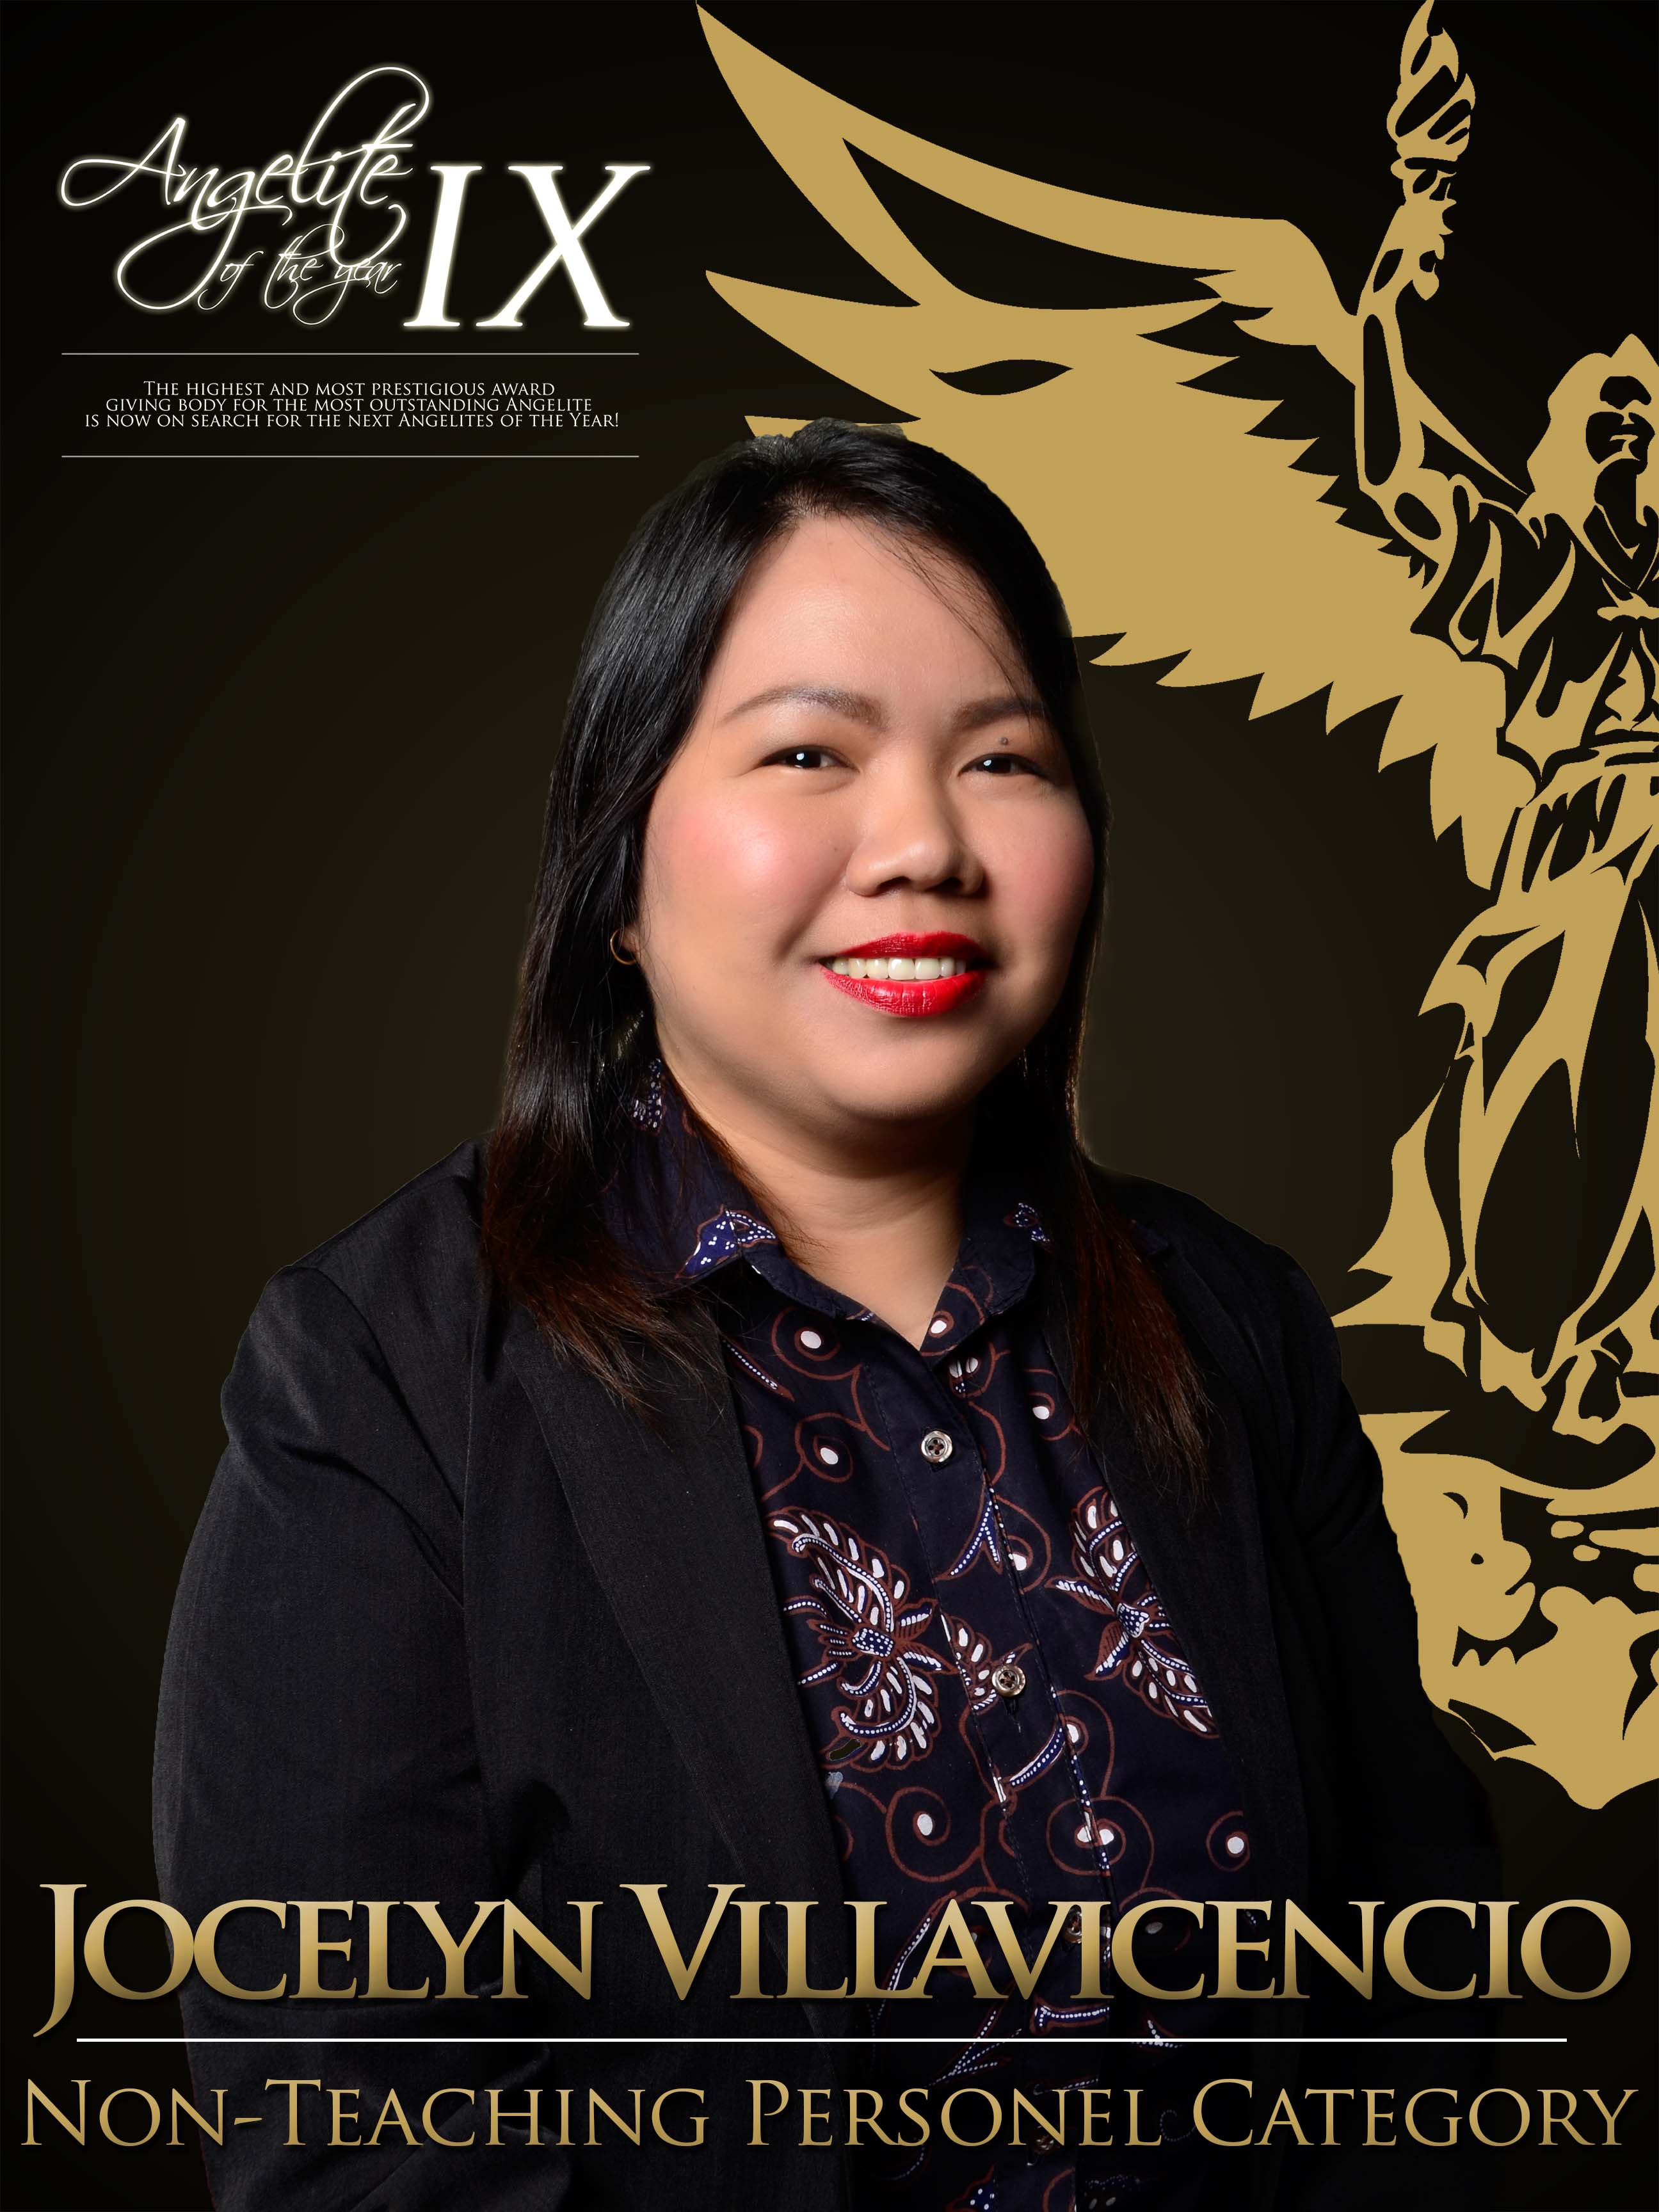 Angelite IX
of the year
The highest and most prestigious award
giving body for the most outstanding Angelite
is now on search for the next Angelites of the Year!
Jocelyn Villavicencio
Non-Teaching Personel Category